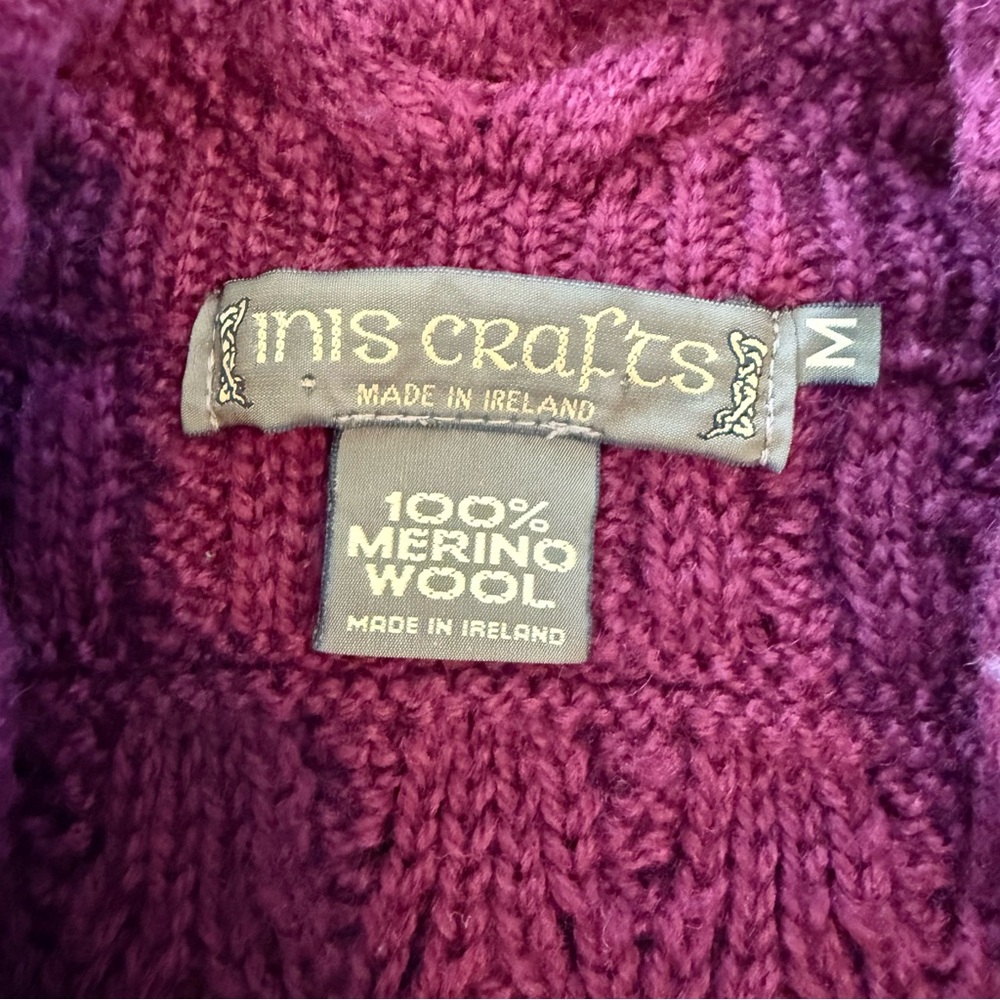 INIS CRAFTS
MADE IN IRELAND
M
100%
MERINO
WOOL
MADE IN IRELAND